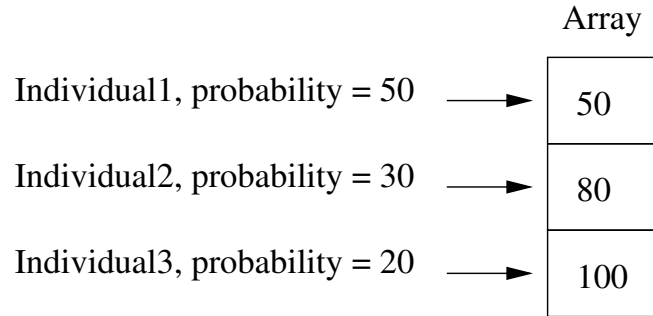 Array
Individual1, probability = 50 50
Individual2, probability = 30 80
Individual3, probability = 20 100